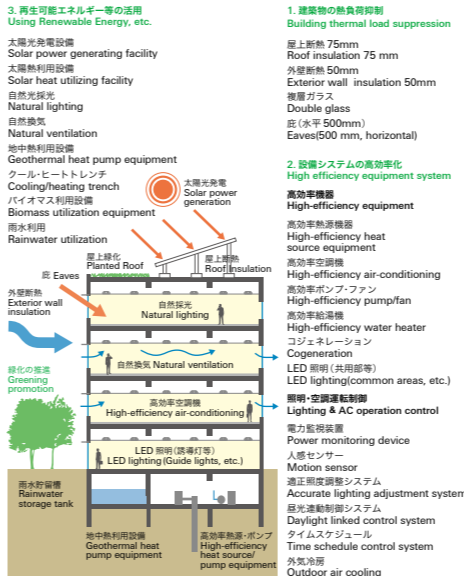 3. 再生可能エネルギー等の活用
Using Renewable Energy, etc.
太陽光発電設備
Solar power generating facility
太陽熱利用設備
Solar heat utilizing facility
自然光採光
Natural lighting
自然換気
Natural ventilation
地中熱利用設備
Geothermal heat pump equipment
クール・ヒートトレンチ
Cooling/heating trench
バイオマス利用設備
Biomass utilization equipment
雨水利用
Rainwater utilization
太陽光発電
Solar power
generation
屋上緑化
Planted Roof
屋上断熱
Roof Insulation
庇 Eaves
外壁断熱
Exterior wall
insulation
自然採光
Natural lighting
自然換気 Natural ventilation
緑化の推進
Greening
promotion
高効率空調機
High-efficiency air-conditioning
LED 照明(誘導灯等)
LED lighting(Guide lights, etc.)
雨水貯留槽
Rainwater
storage tank
地中熱利用設備
Geothermal heat
pump equipment
高効率熱源・ポンプ
High-efficiency
heat source/
pump equipment
1. 建築物の熱負荷抑制
Building thermal load suppression
屋上断熱 75mm
Roof insulation 75 mm
外壁断熱 50mm
Exterior wall insulation 50mm
複層ガラス
Double glass
庇(水平 500mm)
Eaves(500 mm, horizontal)
2. 設備システムの高効率化
High efficiency equipment system
高効率機器
High-efficiency equipment
高効率熱源機器
High-efficiency heat
source equipment
高効率空調機
High-efficiency air-conditioning
高効率ポンプ・ファン
High-efficiency pump/fan
高効率給湯機
High-efficiency water heater
コジェネレーション
Cogeneration
LED 照明(共用部等)
LED lighting(common areas, etc.)
照明・空調運転制御
Lighting & AC operation control
電力監視装置
Power monitoring device
人感センサー
Motion sensor
適正照度調整システム
Accurate lighting adjustment system
昼光連動制御システム
Daylight linked control system
タイムスケジュール
Time schedule control system
外気冷房
Outdoor air cooling